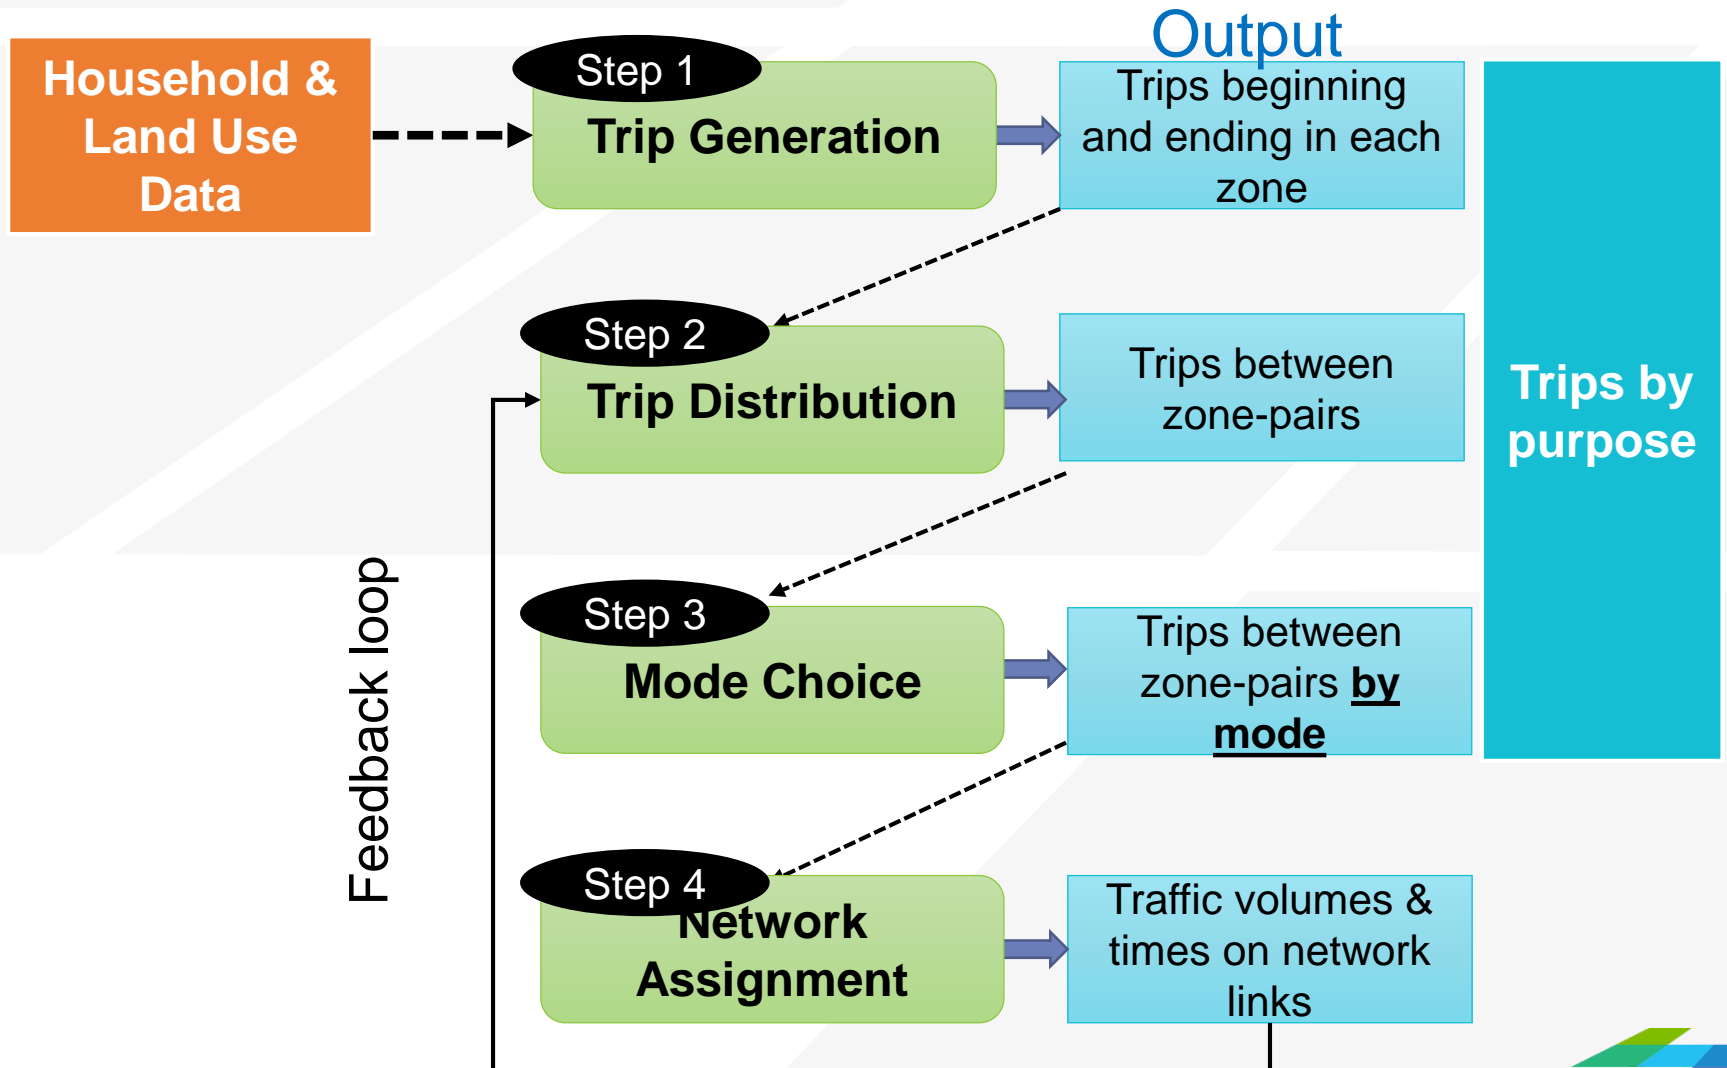 Output
Household &
Land Use
Data
Step 1
Trip Generation
Trips beginning
and ending in each
zone
Step 2
Trip Distribution
Trips between
zone-pairs
Trips by
purpose
Feedback loop
Step 3
Mode Choice
Trips between
zone-pairs by
mode
Step 4
Network
Assignment
Traffic volumes &
times on network
links